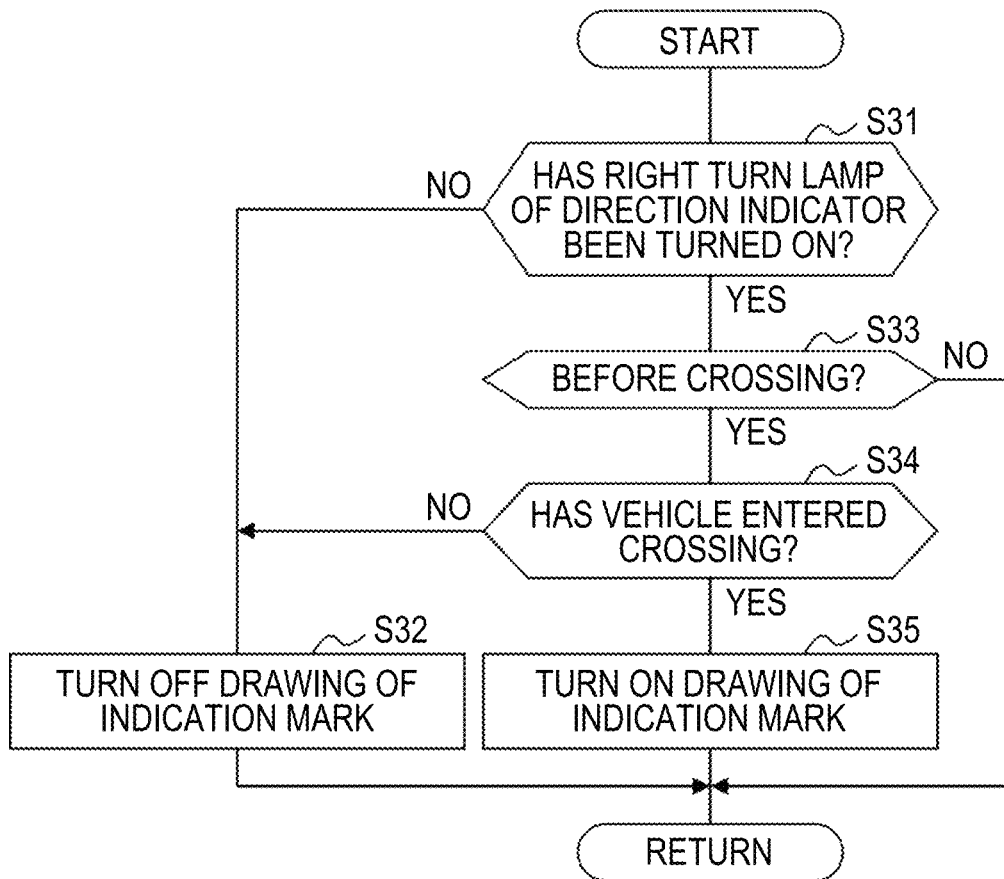 START
S31
NO
HAS RIGHT TURN LAMP
OF DIRECTION INDICATOR
BEEN TURNED ON?
YES
S33
NO
BEFORE CROSSING?
YES
S34
NO
HAS VEHICLE ENTERED
CROSSING?
YES
S32
TURN OFF DRAWING OF
INDICATION MARK
S35
TURN ON DRAWING OF
INDICATION MARK
RETURN